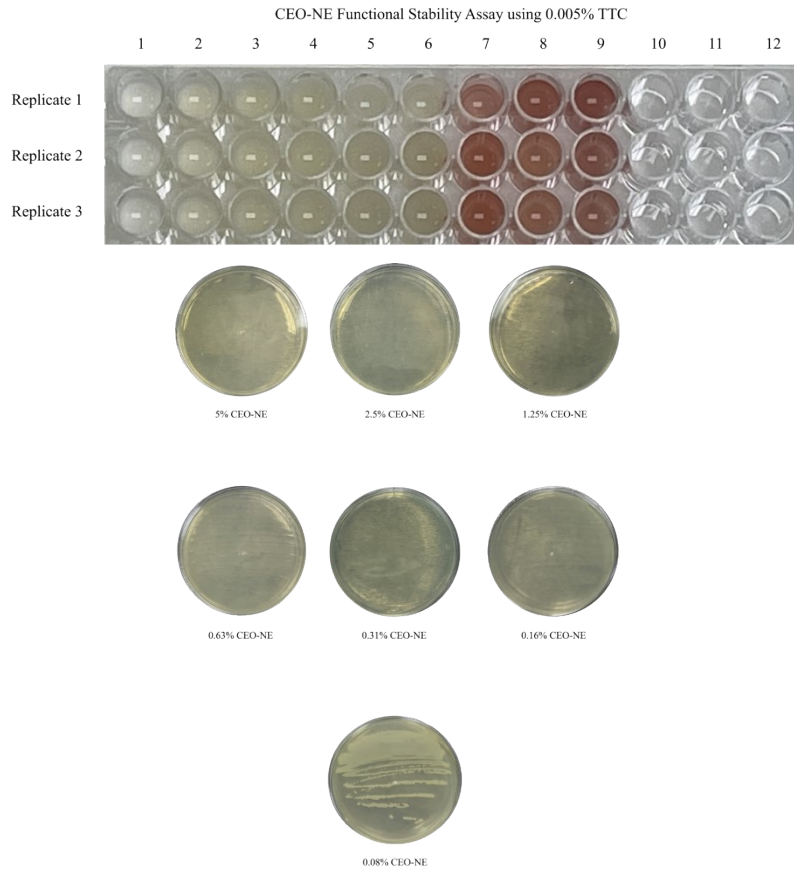 CEO-NE Functional Stability Assay using 0.005% TTC
1 2 3 4 5 6 7 8 9 10 11 12
Replicate 1
Replicate 2
Replicate 3
5% CEO-NE 2.5% CEO-NE 1.25% CEO-NE
0.63% CEO-NE 0.31% CEO-NE 0.16% CEO-NE
0.08% CEO-NE